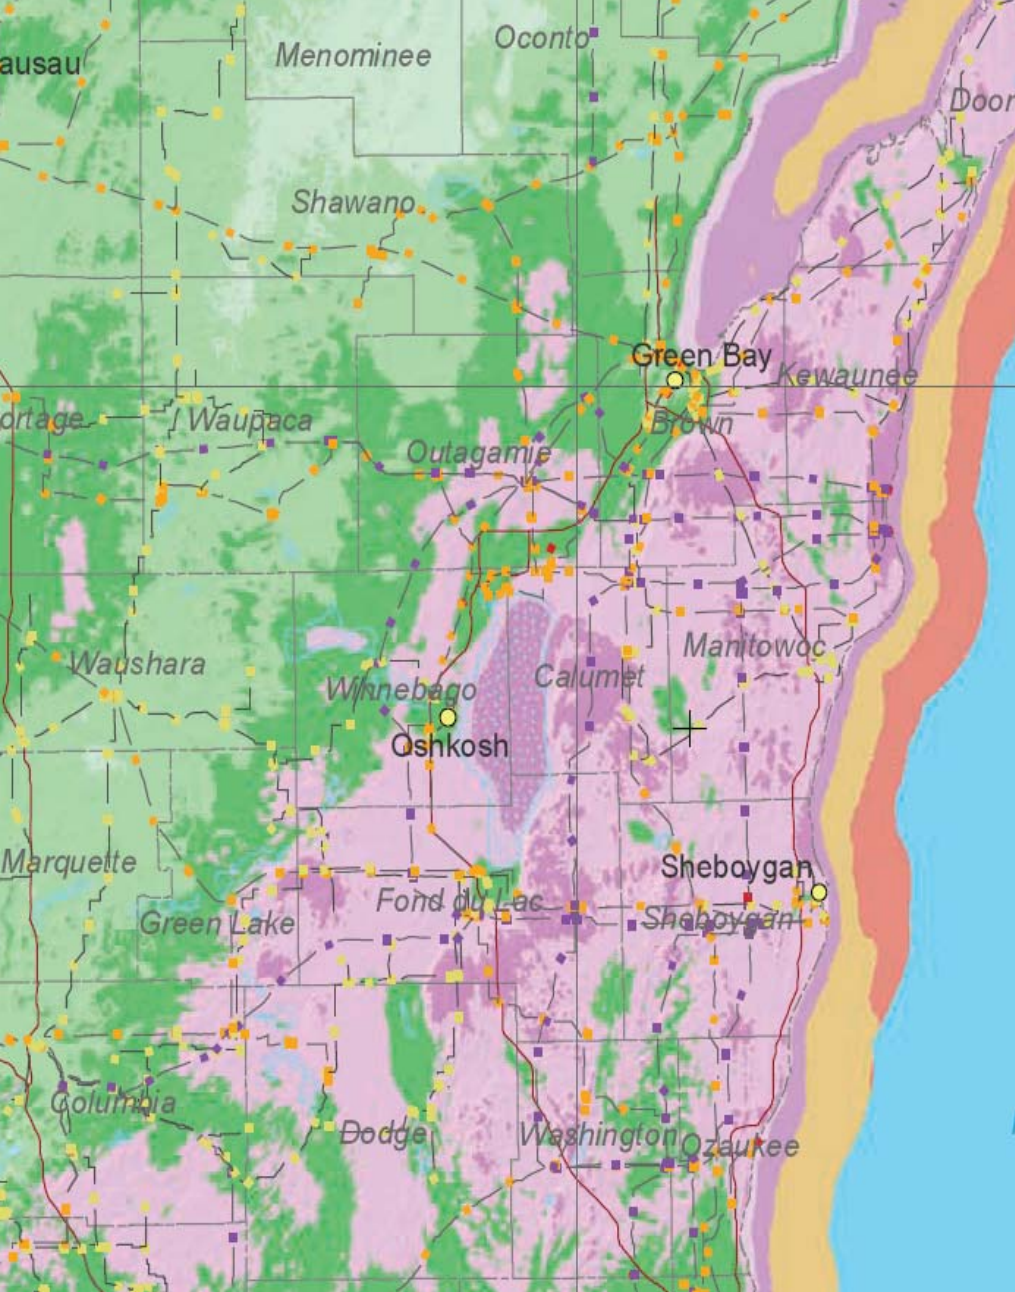 Oconto
Menominee
ausau
Door
Shawano
Green Bay
Kewaunee
ortage
Waupaca
Brown
Outagamie
Manitowoc
Waushara
Calumet
Winnebago
Oshkosh
Marquette
Sheboygan
Fond du Lac
Sheboygan
Green Lake
Columbia
Dodge
Washington
Ozaukee